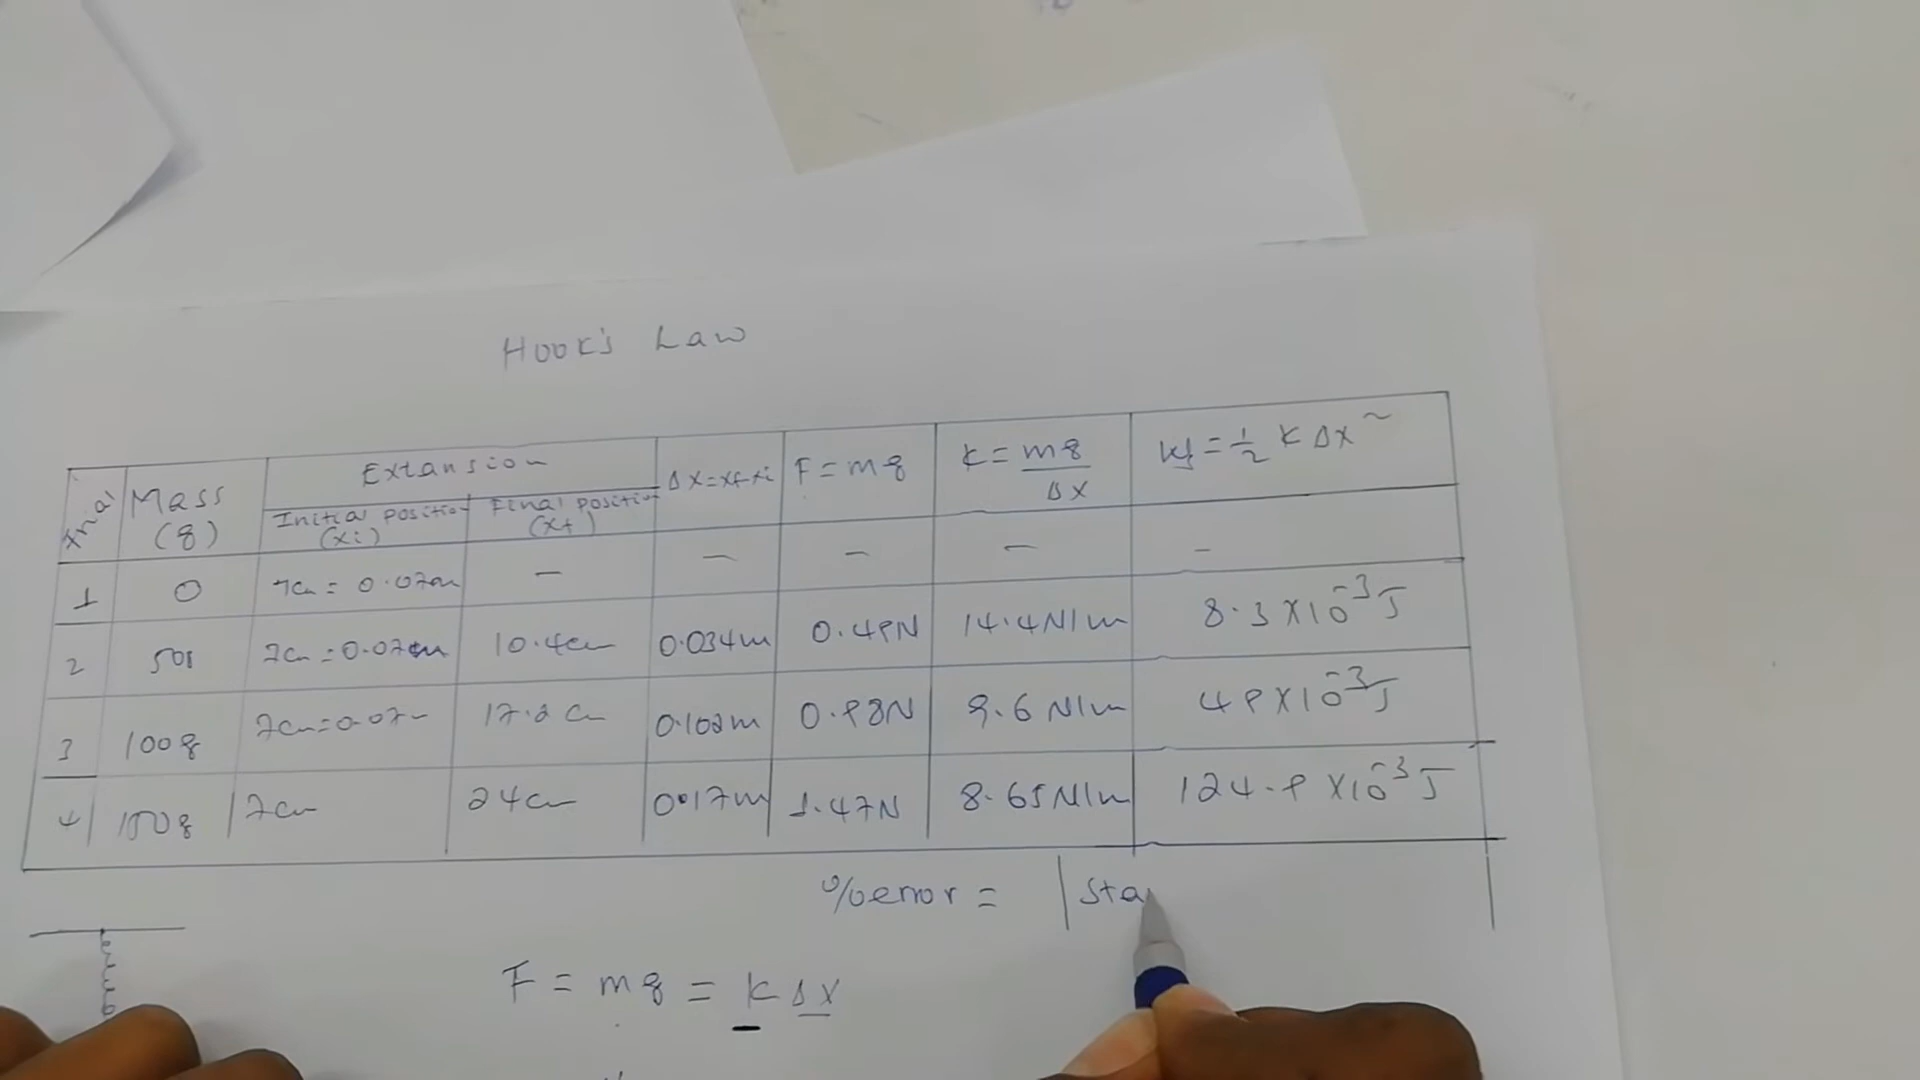 Hook's Law
Trial Mass (g) Extansion Δx=xf-xi F=mg K=mg/Δx W=½KΔx²
Initial position (xi) Final position (xf)
1 0 7cm=0.07m — — — — —
2 50g 7cm=0.07m 10.4cm 0.034m 0.49N 14.4N/m 8.3×10⁻³J
3 100g 7cm=0.07m 17.2cm 0.102m 0.98N 9.6N/m 49×10⁻³J
4 150g 7cm 24cm 0.17m 1.47N 8.65N/m 124.9×10⁻³J
%error = |Sta |
F = mg = KΔx